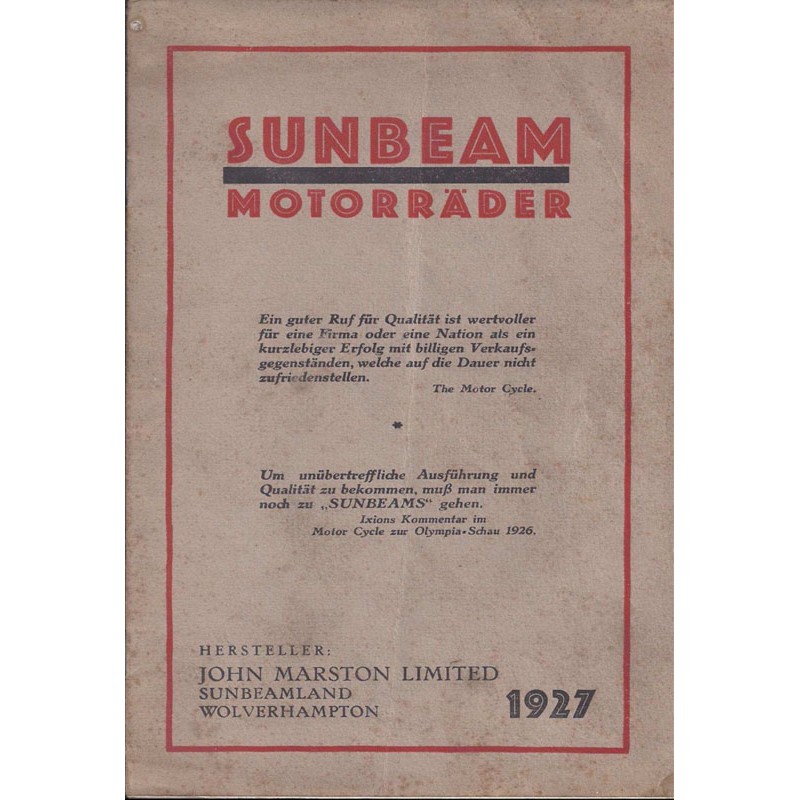 SUNBEAM
MOTORRÄDER
Ein guter Ruf für Qualität ist wertvoller
für eine Firma oder eine Nation als ein
kurzlebiger Erfolg mit billigen Verkaufs-
gegenständen, welche auf die Dauer nicht
zufriedenstellen.
The Motor Cycle.
*
Um unübertreffliche Ausführung und
Qualität zu bekommen, muß man immer
noch zu „SUNBEAMS“ gehen.
Ixions Kommentar im
Motor Cycle zur Olympia-Schau 1926.
HERSTELLER:
JOHN MARSTON LIMITED
SUNBEAMLAND
WOLVERHAMPTON
1927